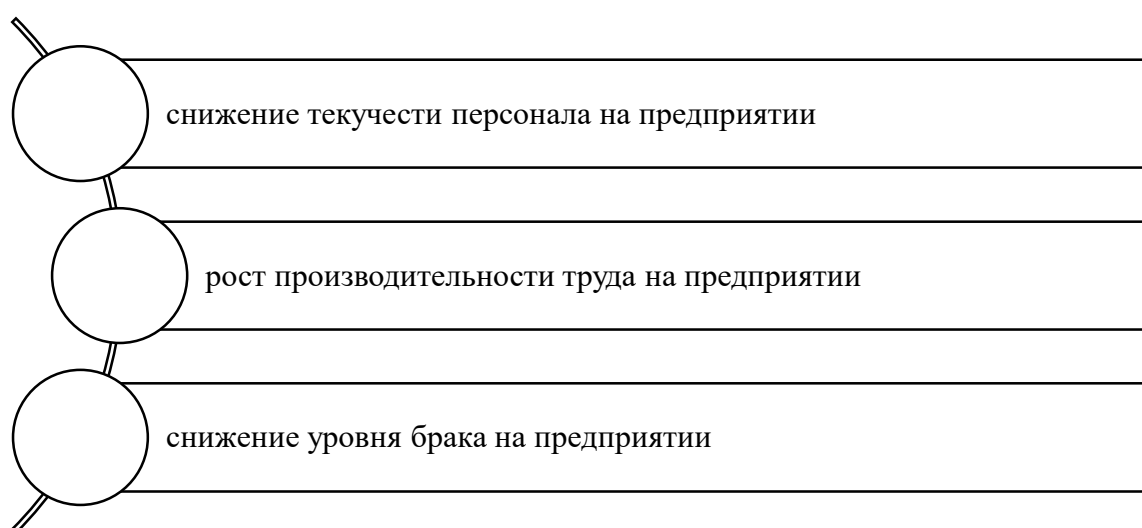 снижение текучести персонала на предприятии
рост производительности труда на предприятии
снижение уровня брака на предприятии